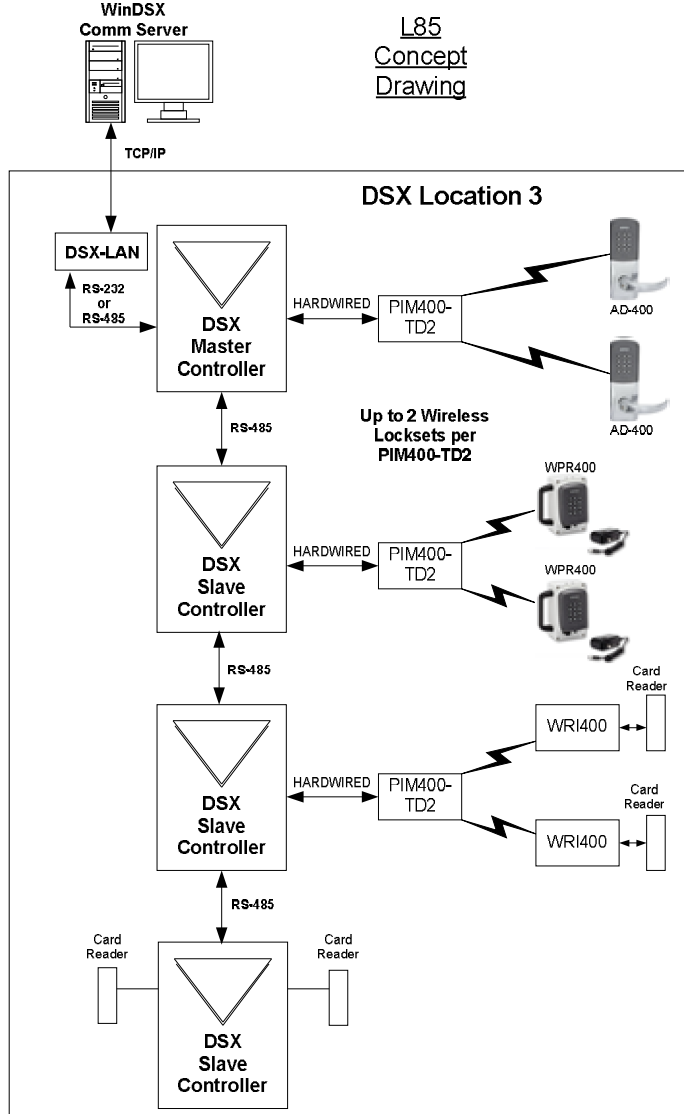 WinDSX
Comm Server
L85
Concept
Drawing
TCP/IP
DSX Location 3
DSX-LAN
RS-232
or
RS-485
DSX
Master
Controller
HARDWIRED
PIM400-
TD2
AD-400
AD-400
RS-485
Up to 2 Wireless
Locksets per
PIM400-TD2
DSX
Slave
Controller
HARDWIRED
PIM400-
TD2
WPR400
WPR400
RS-485
DSX
Slave
Controller
HARDWIRED
PIM400-
TD2
WRI400
Card
Reader
WRI400
Card
Reader
RS-485
Card
Reader
DSX
Slave
Controller
Card
Reader